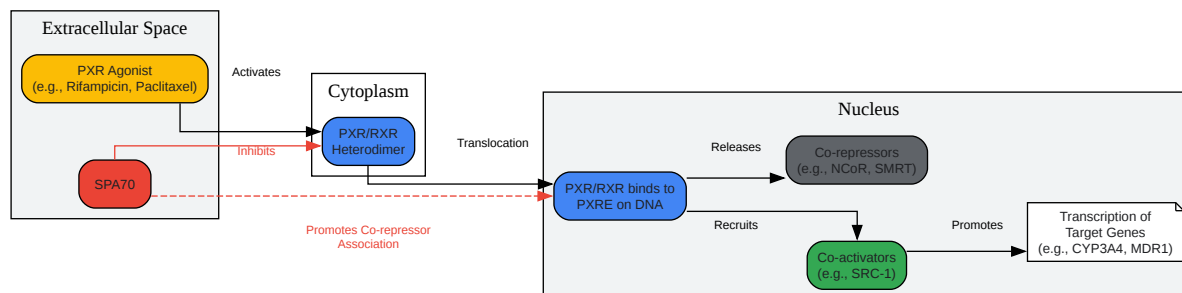 Extracellular Space
PXR Agonist
(e.g., Rifampicin, Paclitaxel)
Activates
SPA70
Inhibits
Promotes Co-repressor
Association
Cytoplasm
PXR/RXR
Heterodimer
Translocation
Nucleus
PXR/RXR binds to
PXRE on DNA
Releases
Co-repressors
(e.g., NCoR, SMRT)
Recruits
Co-activators
(e.g., SRC-1)
Promotes
Transcription of
Target Genes
(e.g., CYP3A4, MDR1)